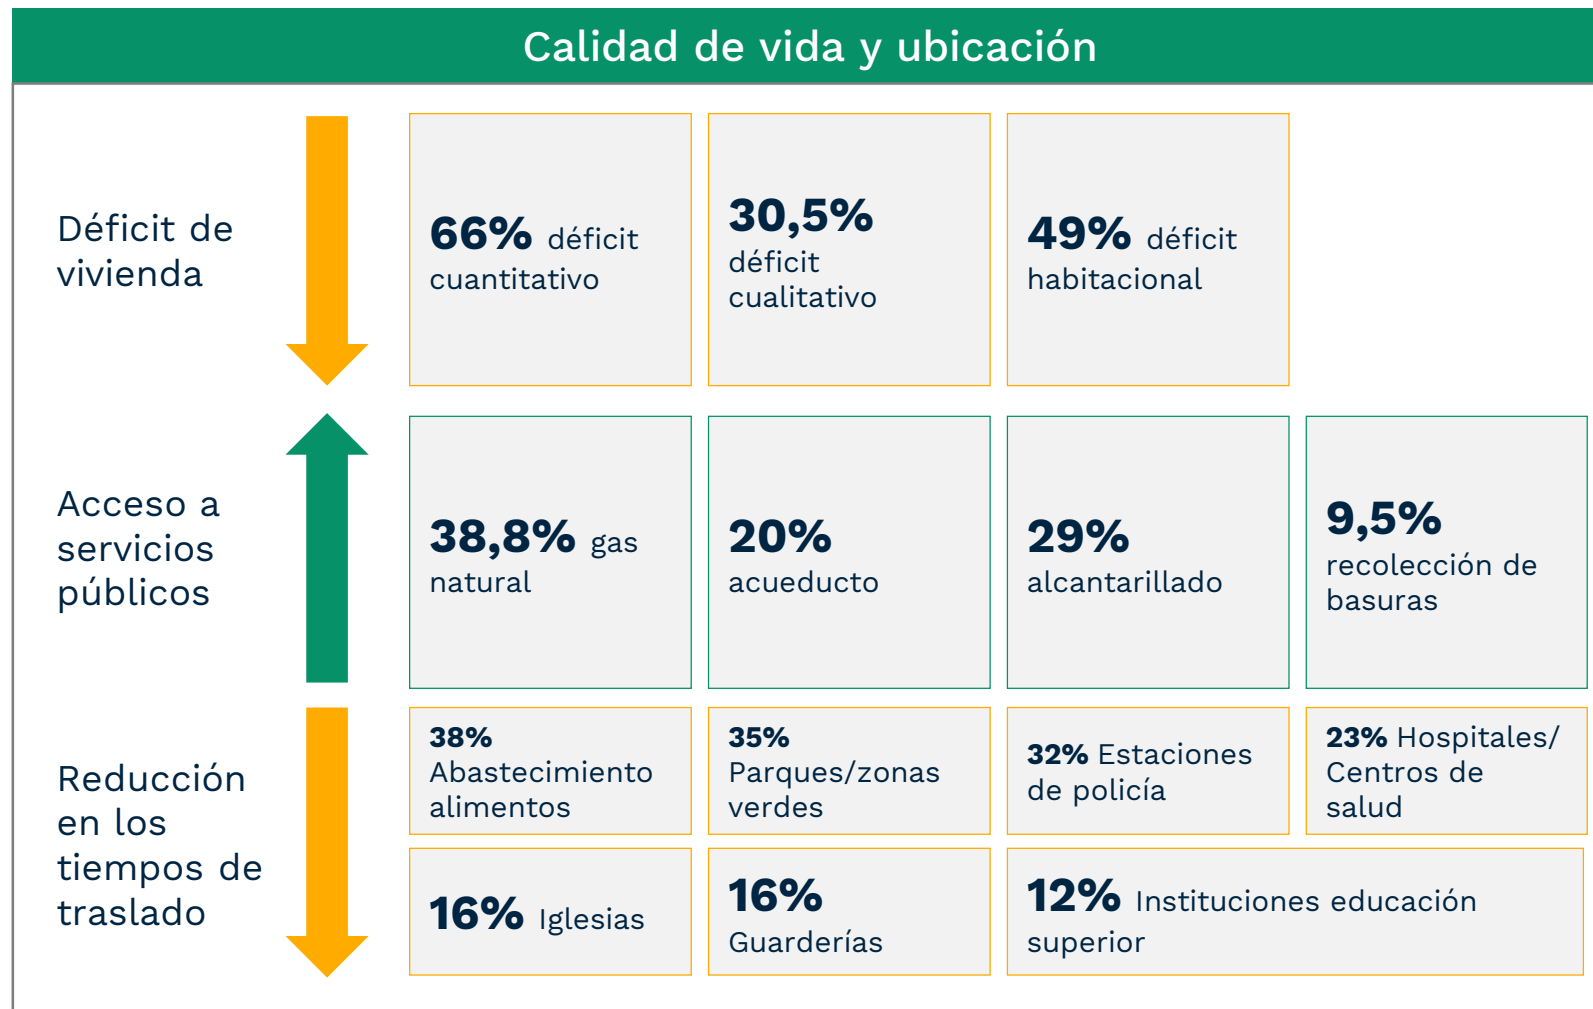 Calidad de vida y ubicación
Déficit de
vivienda
66% déficit
cuantitativo
30,5%
déficit
cualitativo
49% déficit
habitacional
Acceso a
servicios
públicos
38,8% gas
natural
20%
acueducto
29%
alcantarillado
9,5%
recolección de
basuras
Reducción
en los
tiempos de
traslado
38%
Abastecimiento
alimentos
35%
Parques/zonas
verdes
32% Estaciones
de policía
23% Hospitales/
Centros de
salud
16% Iglesias
16%
Guarderías
12% Instituciones educación
superior